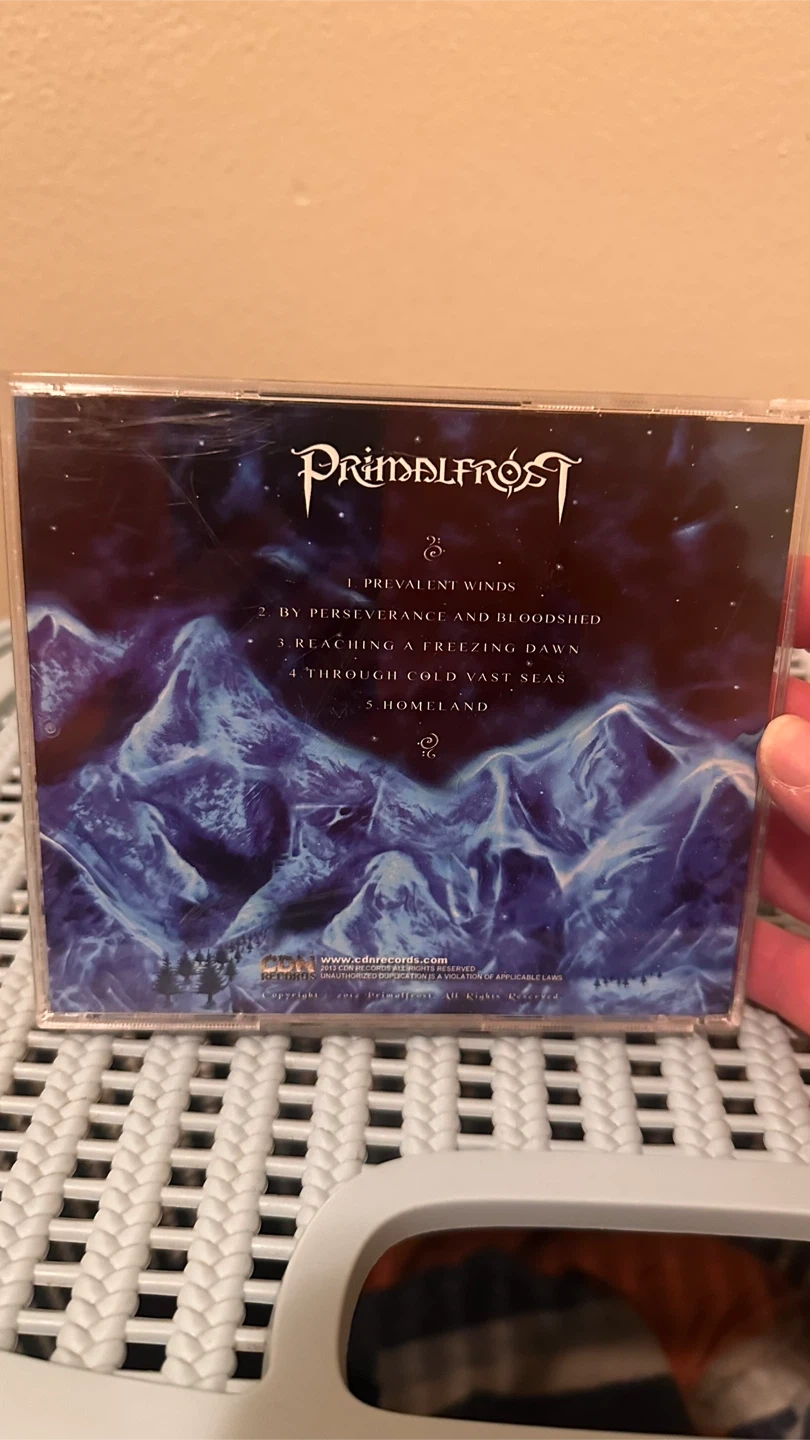 PRIMALFROST
1. PREVALENT WINDS
2. BY PERSEVERANCE AND BLOODSHED
3.REACHING A FREEZING DAWN
4.THROUGH COLD VAST SEAS
5.HOMELAND
CDN RECORDS
www.cdnrecords.com
2013 CDN RECORDS ALL RIGHTS RESERVED
UNAUTHORIZED DUPLICATION IS A VIOLATION OF APPLICABLE LAWS
Copyright 2012 Primalfrost All Rights Reserved